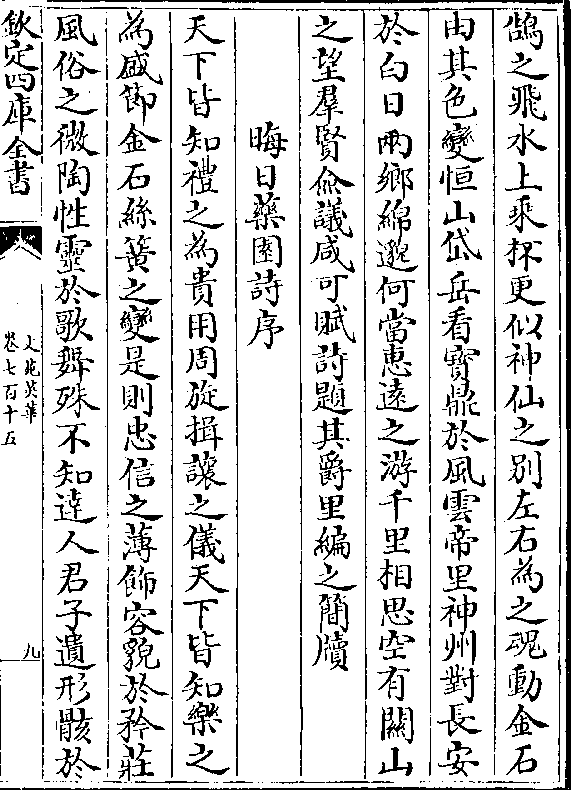 鵠之飛水上乘杯更似神仙之別左右為之魂動金石
由其色變恒山岱岳看寳鼎於風雲帝里神州對長安
於白日兩鄉綿邈何當惠逺之游千里相思空有闗山
之望羣賢僉議咸可賦詩題其爵里編之簡牘
晦日藥園詩序
天下皆知禮之為貴用周旋揖讓之儀天下皆知樂之
為盛節金石絲簧之變是則忠信之薄飾容貌於矜莊
風俗之微陶性靈於歌舞殊不知達人君子遺形骸於
欽定四庫全書
文苑英華
卷七百十五
九